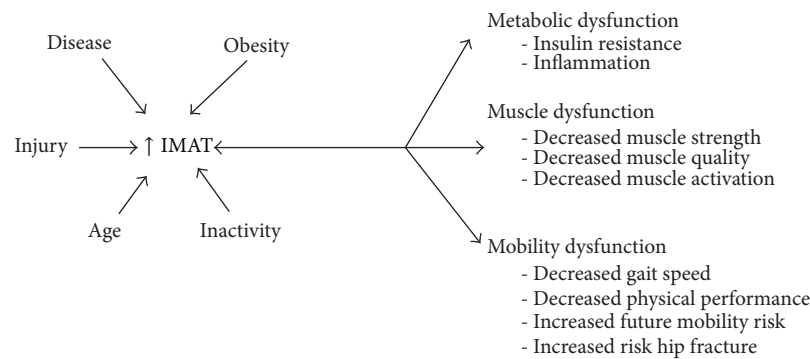 Disease
Obesity
Injury
↑ IMAT
Age
Inactivity
Metabolic dysfunction
- Insulin resistance
- Inflammation
Muscle dysfunction
- Decreased muscle strength
- Decreased muscle quality
- Decreased muscle activation
Mobility dysfunction
- Decreased gait speed
- Decreased physical performance
- Increased future mobility risk
- Increased risk hip fracture